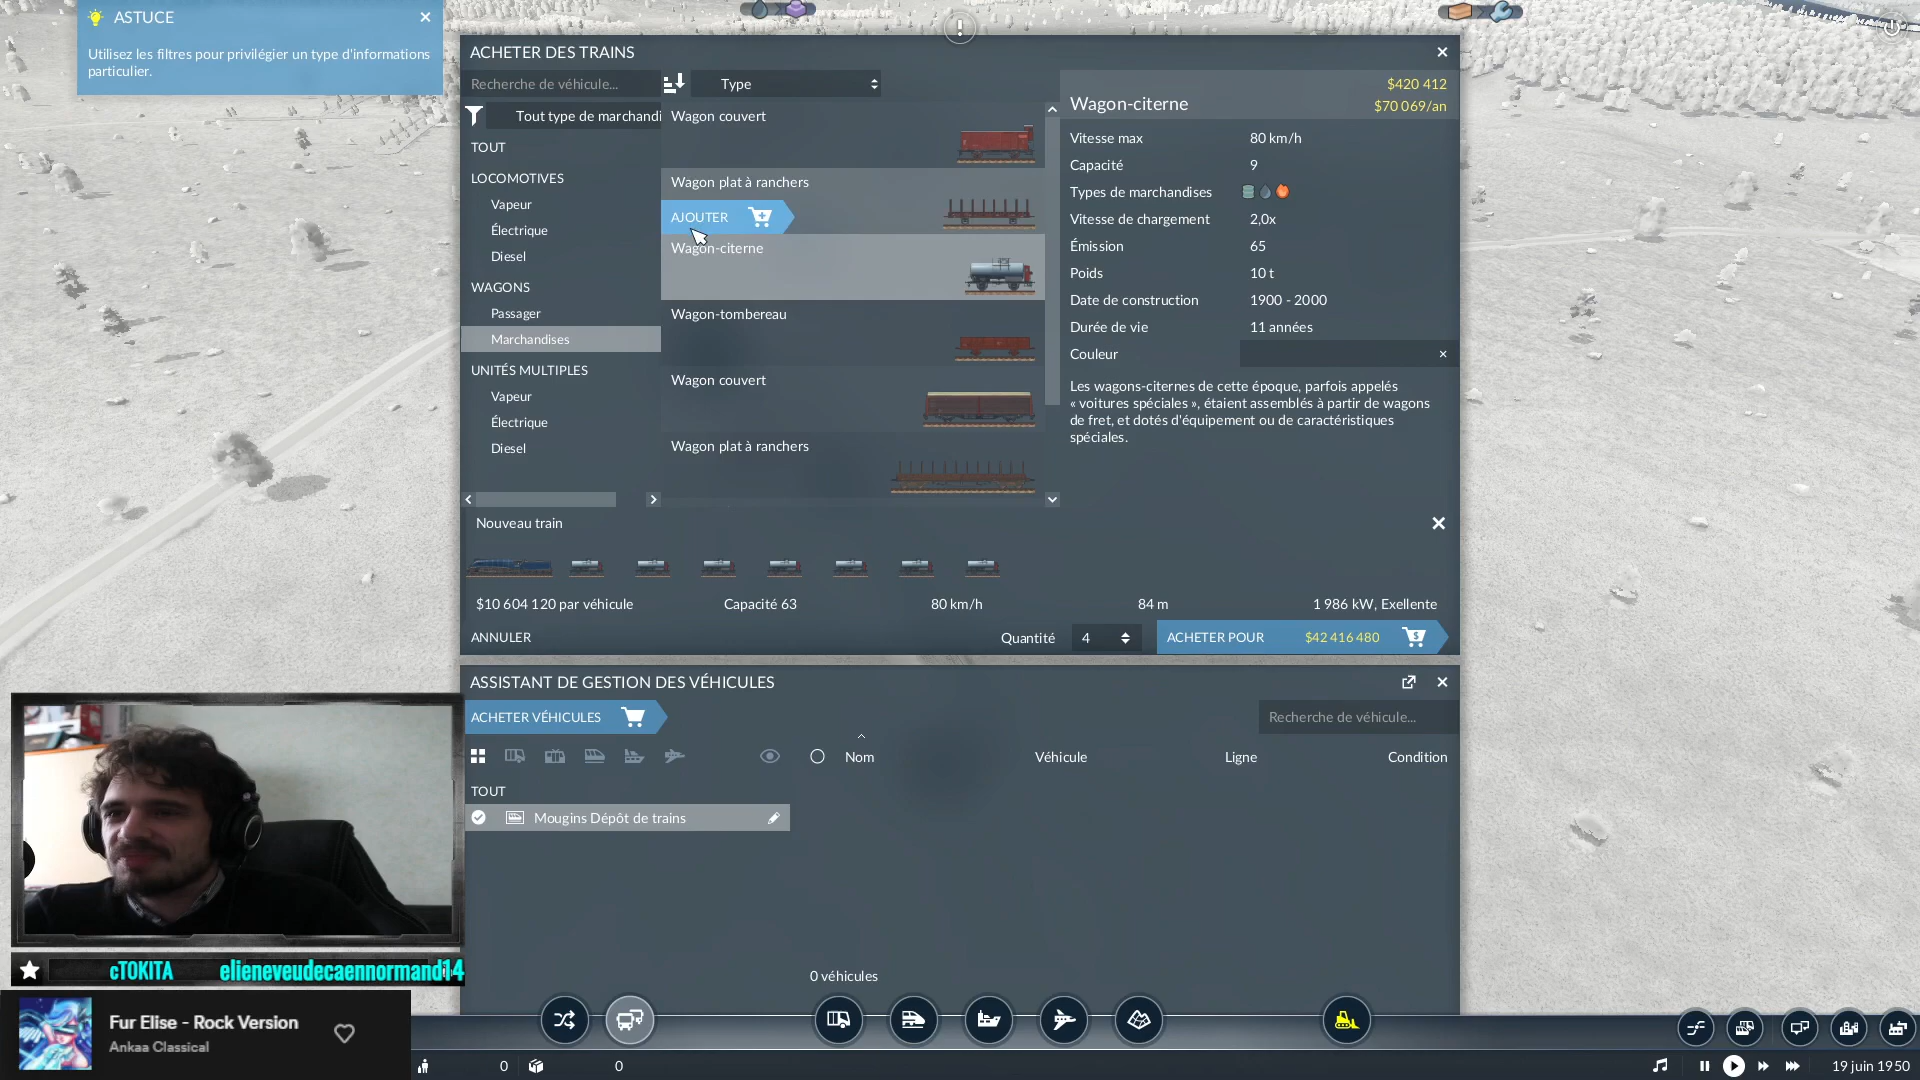 ASTUCE
Utilisez les filtres pour privilégier un type d'informations
particulier.
ACHETER DES TRAINS
Recherche de véhicule...
Type
Tout type de marchandi
TOUT
LOCOMOTIVES
Vapeur
Électrique
Diesel
WAGONS
Passager
Marchandises
UNITÉS MULTIPLES
Vapeur
Électrique
Diesel
Wagon couvert
Wagon plat à ranchers
AJOUTER
Wagon-citerne
Wagon-tombereau
Wagon couvert
Wagon plat à ranchers
$420 412
Wagon-citerne
$70 069/an
Vitesse max 80 km/h
Capacité 9
Types de marchandises
Vitesse de chargement 2,0x
Émission 65
Poids 10 t
Date de construction 1900 - 2000
Durée de vie 11 années
Couleur
Les wagons-citernes de cette époque, parfois appelés
« voitures spéciales », étaient assemblés à partir de wagons
de fret, et dotés d'équipement ou de caractéristiques
spéciales.
Nouveau train
$10 604 120 par véhicule Capacité 63 80 km/h 84 m 1 986 kW, Exellente
ANNULER Quantité 4 ACHETER POUR $42 416 480
ASSISTANT DE GESTION DES VÉHICULES
ACHETER VÉHICULES
Recherche de véhicule...
Nom Véhicule Ligne Condition
TOUT
Mougins Dépôt de trains
0 véhicules
cTOKITA elieneveudecaennormand14
Fur Elise - Rock Version
Ankaa Classical
0 0
19 juin 1950